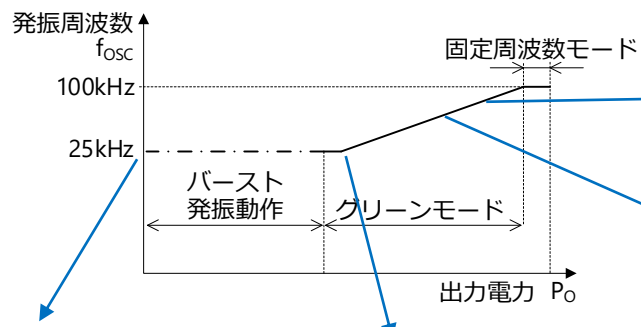 発振周波数
fOSC
固定周波数モード
100kHz
25kHz
バースト
発振動作
グリーンモード
出力電力 PO